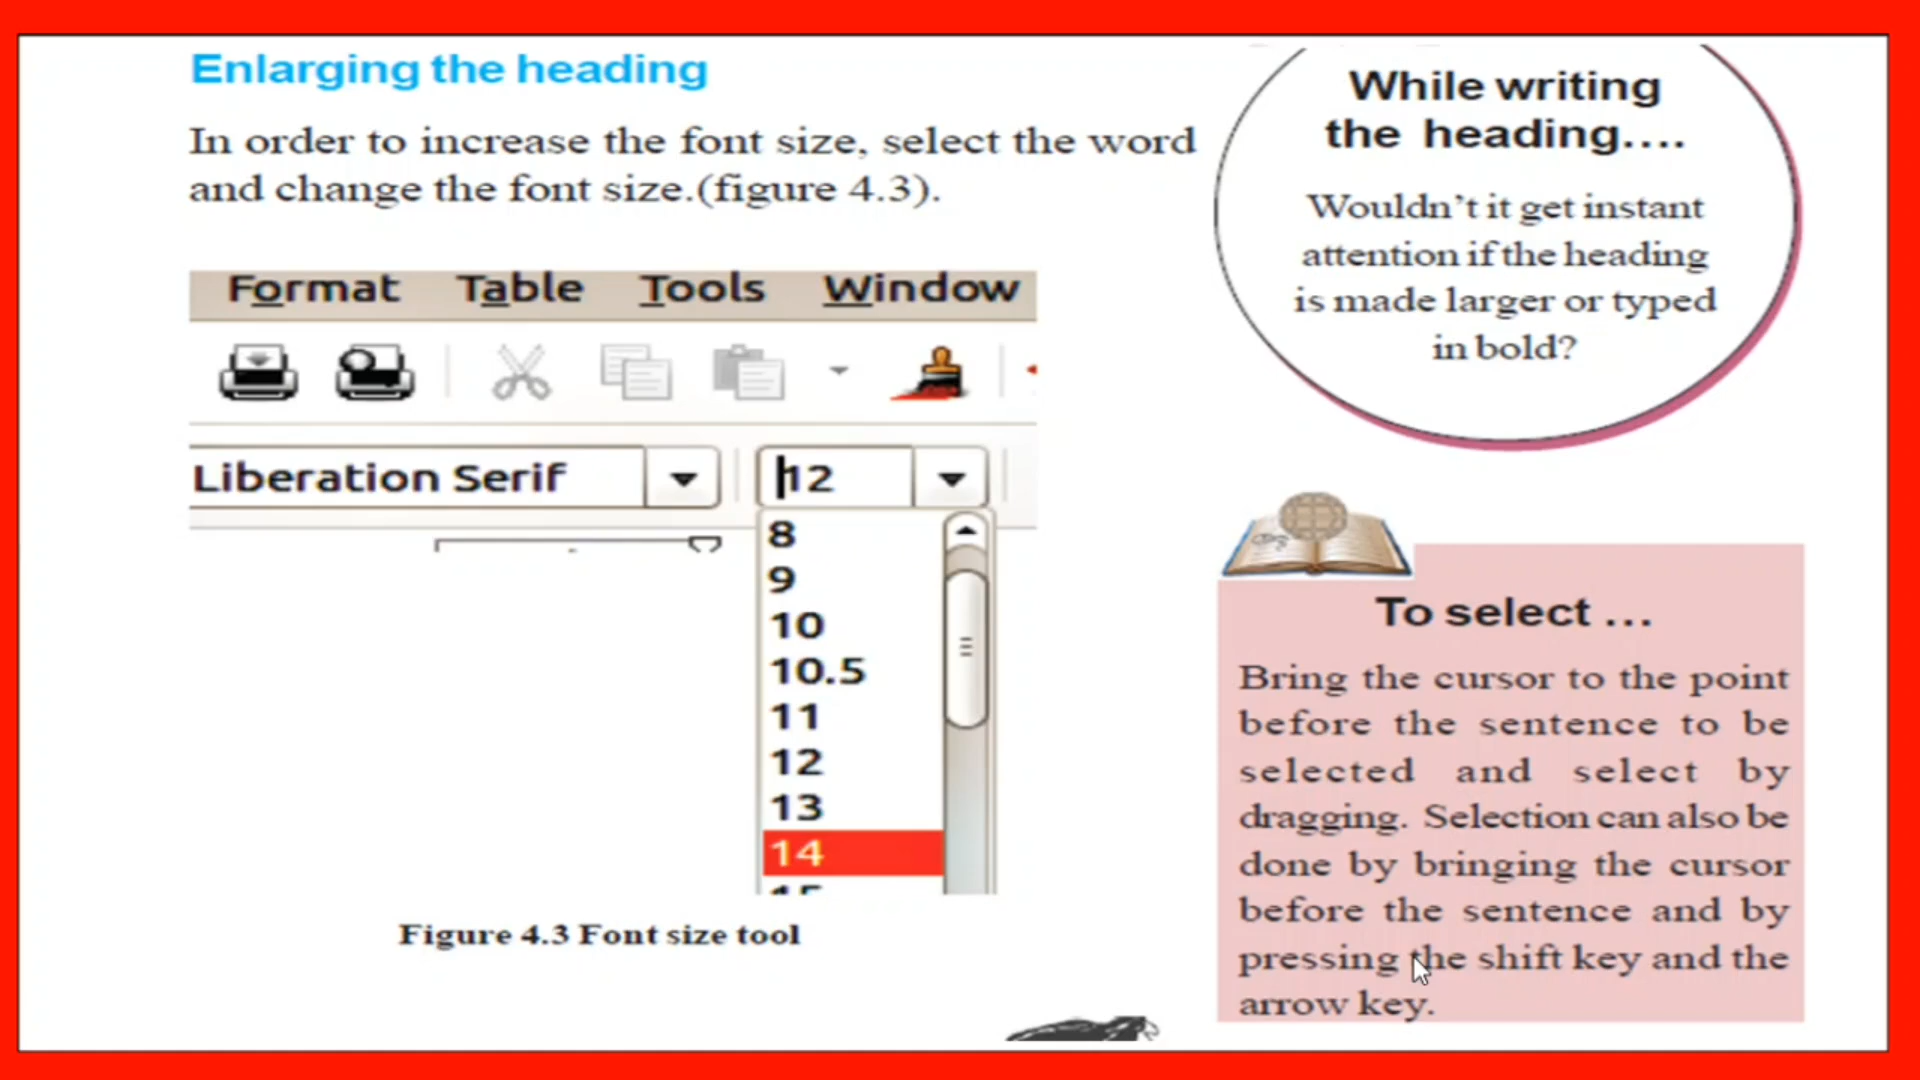 Enlarging the heading
In order to increase the font size, select the word
and change the font size.(figure 4.3).
Format Table Tools Window
Liberation Serif 12
8
9
10
10.5
11
12
13
14
15
Figure 4.3 Font size tool
While writing
the heading....
Wouldn't it get instant
attention if the heading
is made larger or typed
in bold?
To select ...
Bring the cursor to the point
before the sentence to be
selected and select by
dragging. Selection can also be
done by bringing the cursor
before the sentence and by
pressing the shift key and the
arrow key.